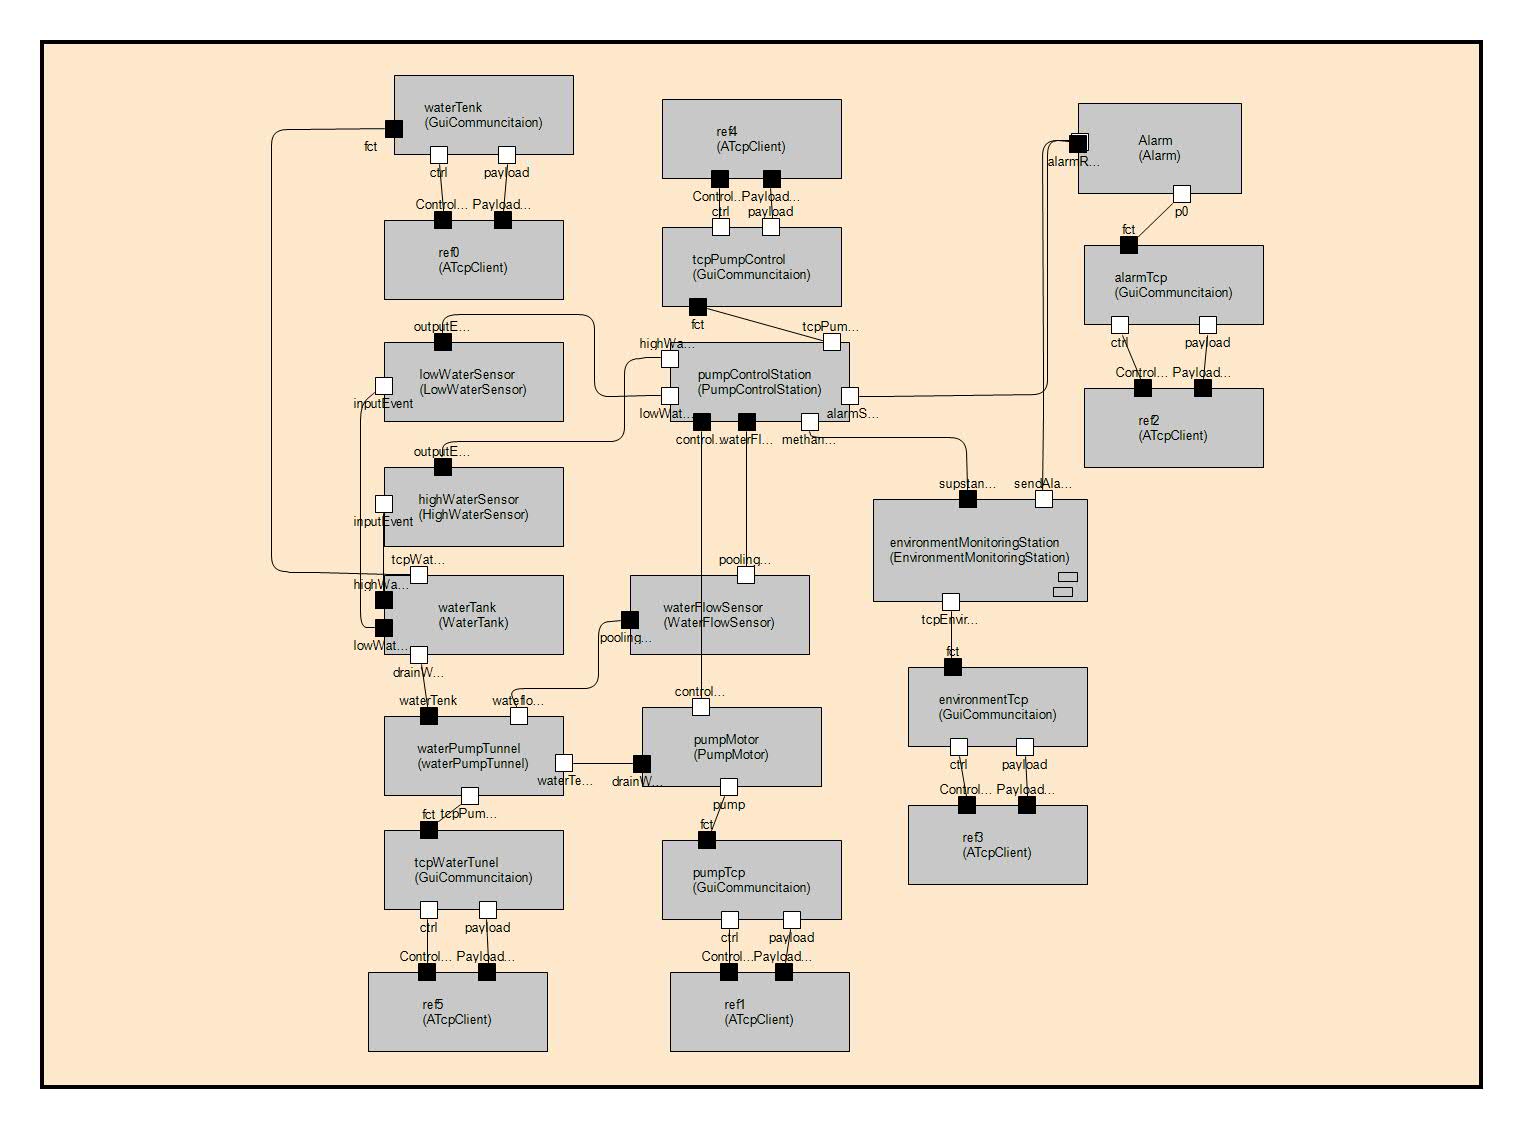 waterTenk
(GuiCommuncitaion)
fct
ctrl
payload
Control...
Payload...
ref0
(ATcpClient)
ref4
(ATcpClient)
Control...
Payload...
ctrl
payload
tcpPumpControl
(GuiCommuncitaion)
fct
tcpPum...
Alarm
(Alarm)
alarmR...
p0
fct
alarmTcp
(GuiCommuncitaion)
ctrl
payload
Control...
Payload...
ref2
(ATcpClient)
outputE...
lowWaterSensor
(LowWaterSensor)
inputEvent
highWa...
pumpControlStation
(PumpControlStation)
lowWat...
alarmS...
control...
waterFl...
methan...
outputE...
highWaterSensor
(HighWaterSensor)
inputEvent
supstan...
sendAla...
environmentMonitoringStation
(EnvironmentMonitoringStation)
tcpEnvir...
tcpWat...
highWa...
waterTank
(WaterTank)
lowWat...
drainW...
pooling...
waterFlowSensor
(WaterFlowSensor)
pooling...
fct
environmentTcp
(GuiCommuncitaion)
ctrl
payload
Control...
Payload...
ref3
(ATcpClient)
waterTenk
waterflo...
waterPumpTunnel
(waterPumpTunnel)
waterTe...
tcpPum...
control...
pumpMotor
(PumpMotor)
drainW...
pump
fct
tcpWaterTunel
(GuiCommuncitaion)
ctrl
payload
Control...
Payload...
ref5
(ATcpClient)
fct
pumpTcp
(GuiCommuncitaion)
ctrl
payload
Control...
Payload...
ref1
(ATcpClient)